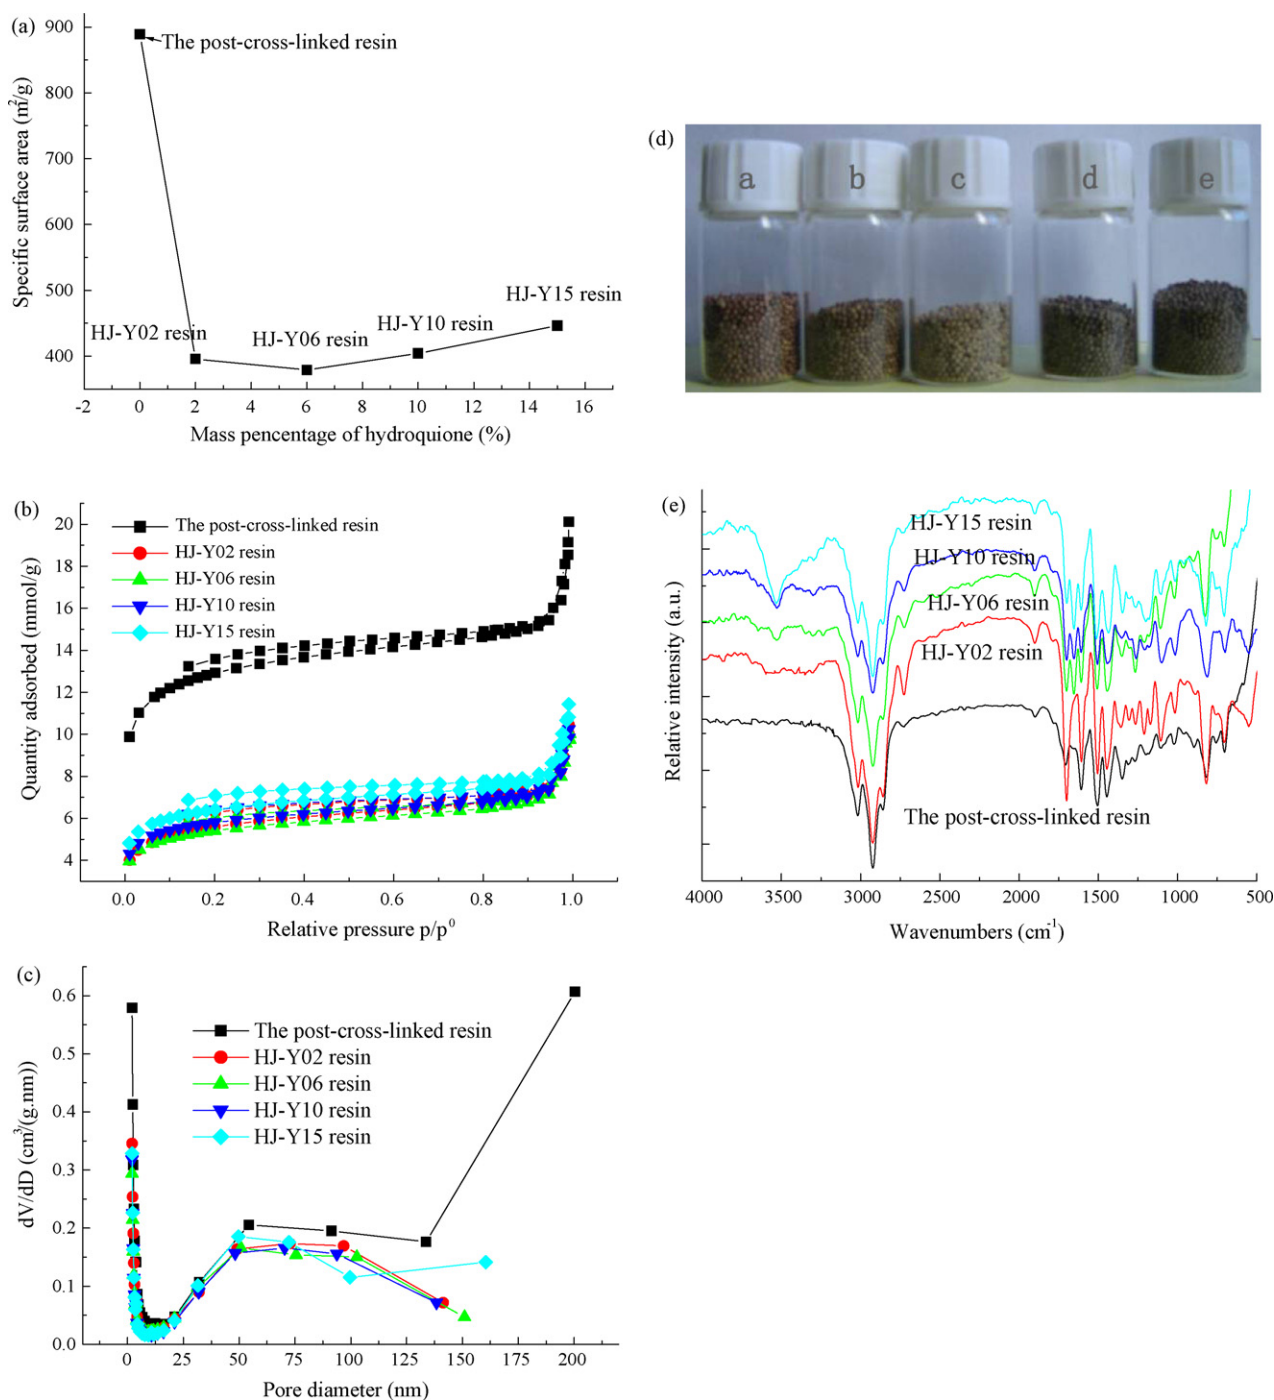 (a)
900
800
700
600
500
400
Specific surface area (m²/g)
The post-cross-linked resin
HJ-Y02 resin
HJ-Y06 resin
HJ-Y10 resin
HJ-Y15 resin
-2 0 2 4 6 8 10 12 14 16
Mass pencentage of hydroquione (%)
(d)
a b c d e
(b)
20
18
16
14
12
10
8
6
4
Quantity adsorbed (mmol/g)
The post-cross-linked resin
HJ-Y02 resin
HJ-Y06 resin
HJ-Y10 resin
HJ-Y15 resin
0.0 0.2 0.4 0.6 0.8 1.0
Relative pressure p/p⁰
(e)
Relative intensity (a.u.)
HJ-Y15 resin
HJ-Y10 resin
HJ-Y06 resin
HJ-Y02 resin
The post-cross-linked resin
4000 3500 3000 2500 2000 1500 1000 500
Wavenumbers (cm⁻¹)
(c)
0.6
0.5
0.4
0.3
0.2
0.1
0.0
dV/dD (cm³/(g.nm))
The post-cross-linked resin
HJ-Y02 resin
HJ-Y06 resin
HJ-Y10 resin
HJ-Y15 resin
0 25 50 75 100 125 150 175 200
Pore diameter (nm)